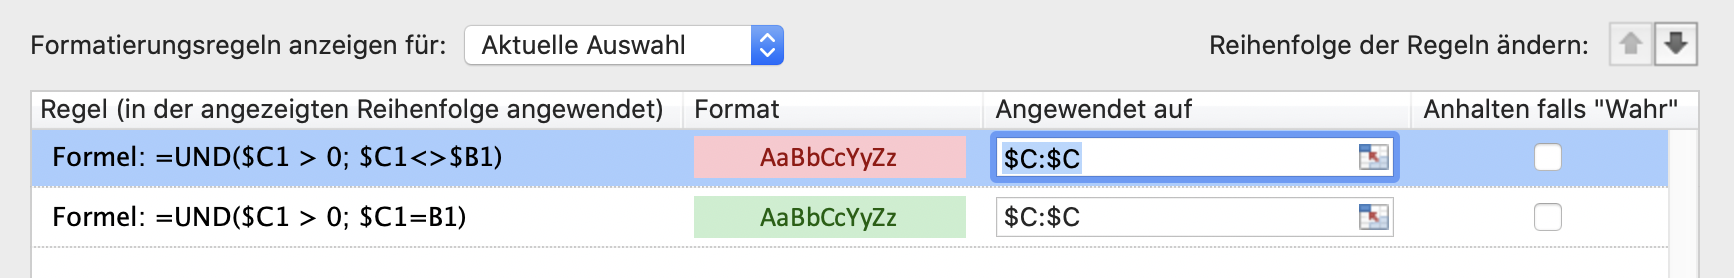 Formatierungsregeln anzeigen für: Aktuelle Auswahl Reihenfolge der Regeln ändern:
Regel (in der angezeigten Reihenfolge angewendet) Format Angewendet auf Anhalten falls "Wahr"
Formel: =UND($C1 > 0; $C1<>$B1) AaBbCcYyZz $C:$C
Formel: =UND($C1 > 0; $C1=B1) AaBbCcYyZz $C:$C